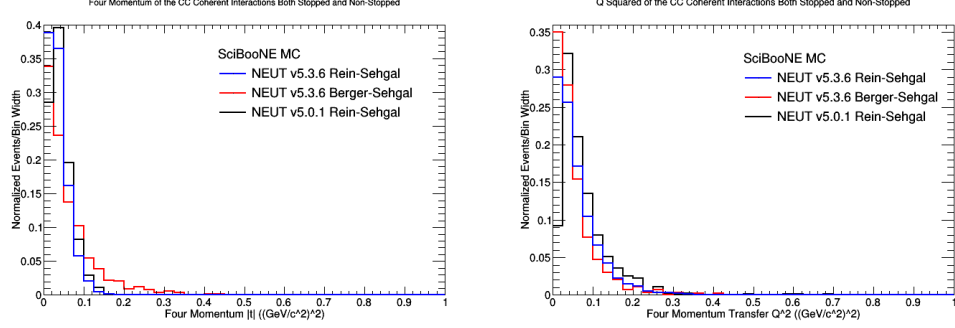 Four Momentum of the CC Coherent Interactions Both Stopped and Non-Stopped
Normalized Events/Bin Width
0.4
0.35
0.3
0.25
0.2
0.15
0.1
0.05
0
SciBooNE MC
NEUT v5.3.6 Rein-Sehgal
NEUT v5.3.6 Berger-Sehgal
NEUT v5.0.1 Rein-Sehgal
0 0.1 0.2 0.3 0.4 0.5 0.6 0.7 0.8 0.9 1
Four Momentum |t| ((GeV/c^2)^2)
Q Squared of the CC Coherent Interactions Both Stopped and Non-Stopped
Normalized Events/Bin Width
0.35
0.3
0.25
0.2
0.15
0.1
0.05
0
SciBooNE MC
NEUT v5.3.6 Rein-Sehgal
NEUT v5.3.6 Berger-Sehgal
NEUT v5.0.1 Rein-Sehgal
0 0.1 0.2 0.3 0.4 0.5 0.6 0.7 0.8 0.9 1
Four Momentum Transfer Q^2 ((GeV/c^2)^2)